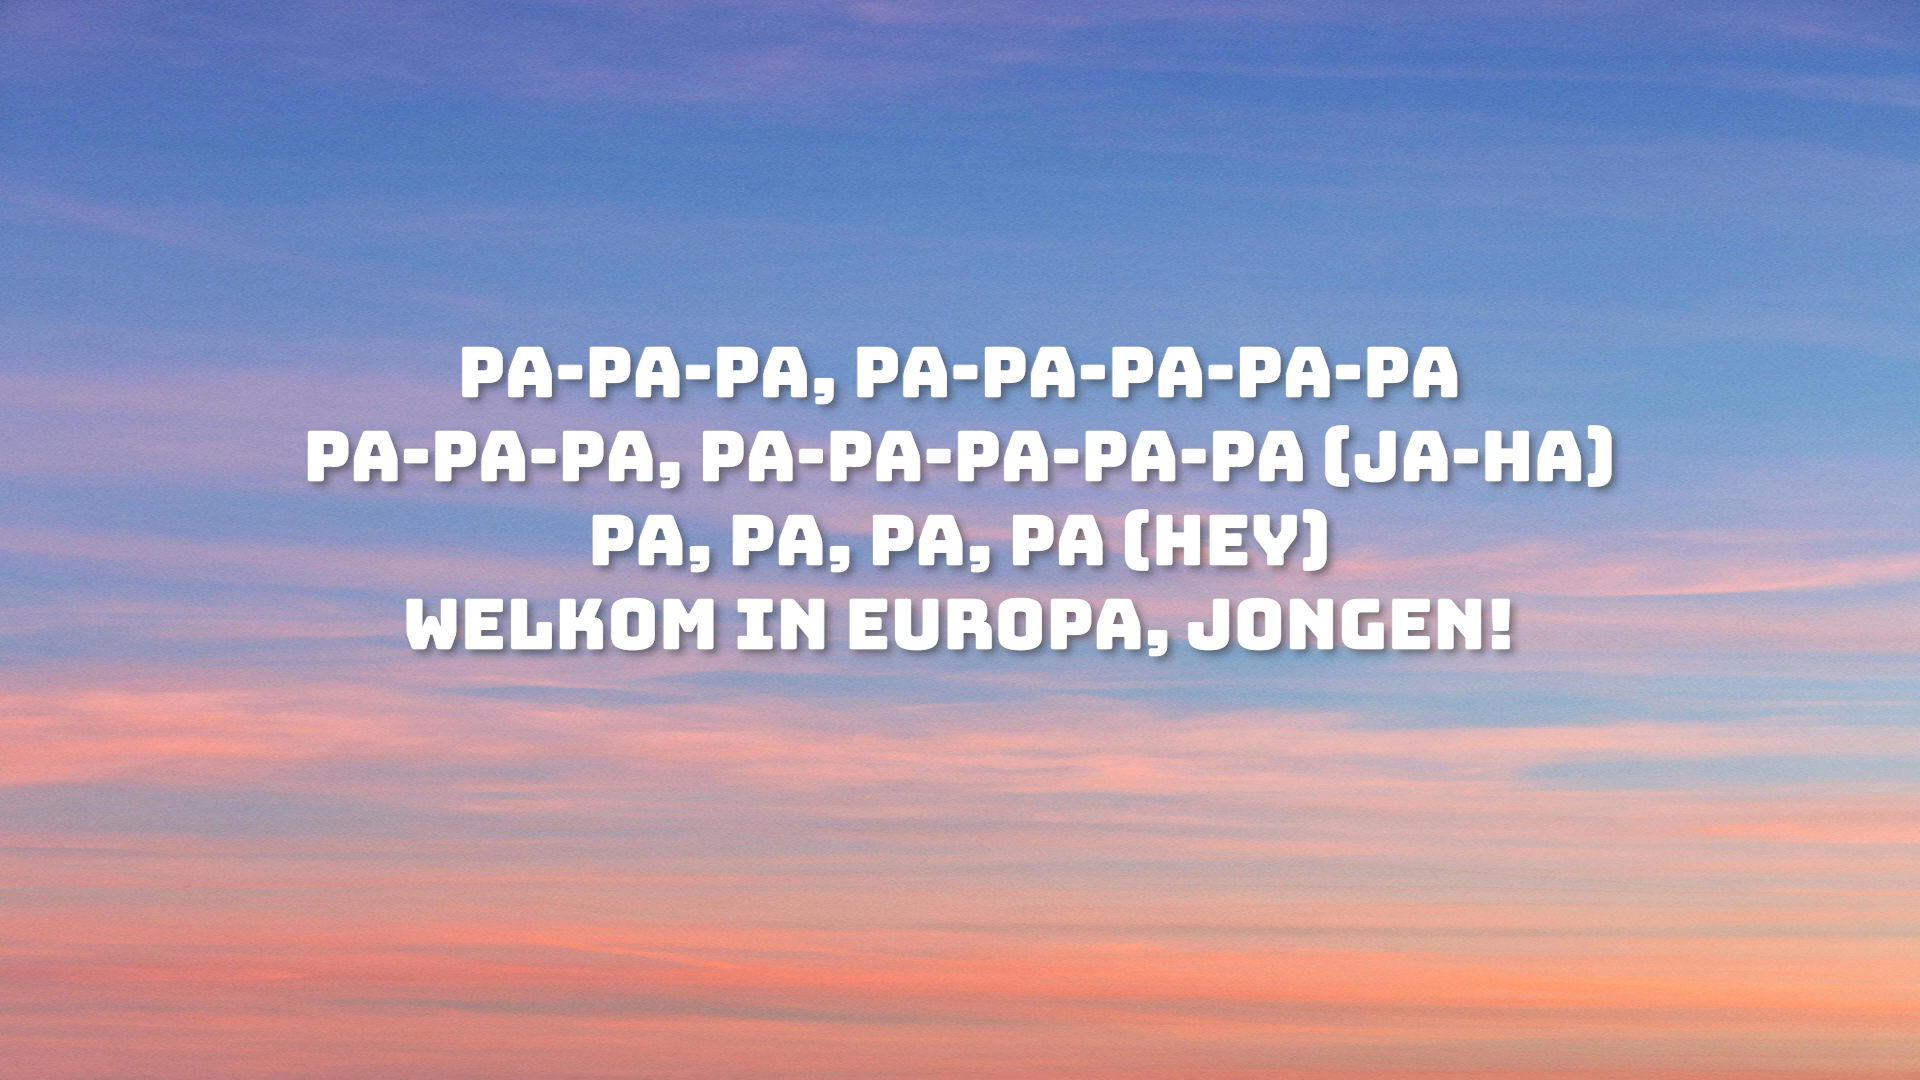 PA-PA-PA, PA-PA-PA-PA-PA
PA-PA-PA, PA-PA-PA-PA-PA (JA-HA)
PA, PA, PA, PA (HEY)
WELKOM IN EUROPA, JONGEN!